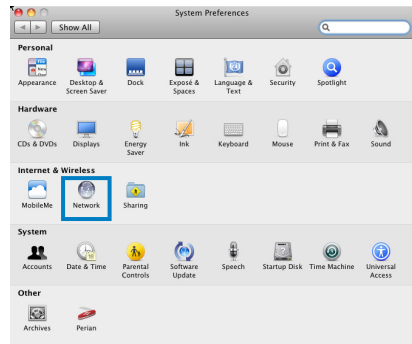 System Preferences
Show All
Personal
Appearance
Desktop &
Screen Saver
Dock
Exposé &
Spaces
Language &
Text
Security
Spotlight
Hardware
CDs & DVDs
Displays
Energy
Saver
Ink
Keyboard
Mouse
Print & Fax
Sound
Internet & Wireless
MobileMe
Network
Sharing
System
Accounts
Date & Time
Parental
Controls
Software
Update
Speech
Startup Disk
Time Machine
Universal
Access
Other
Archives
Perian